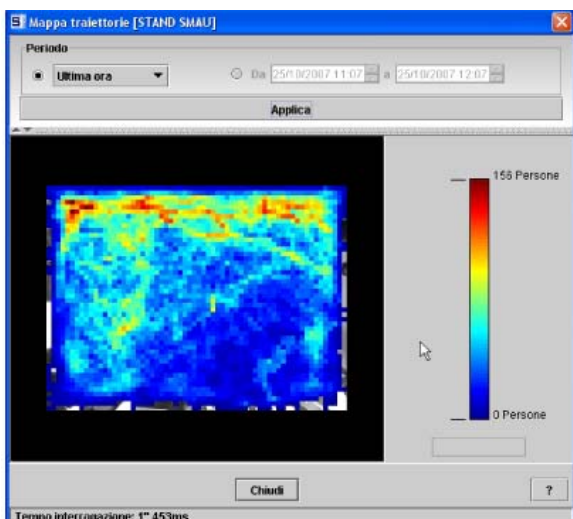 Mappa traiettorie [STAND SMAU]
Periodo
Ultima ora
Da 25/10/2007 11:07 a 25/10/2007 12:07
Applica
156 Persone
0 Persone
Chiudi
?
Tempo interrogazione: 1" 453ms